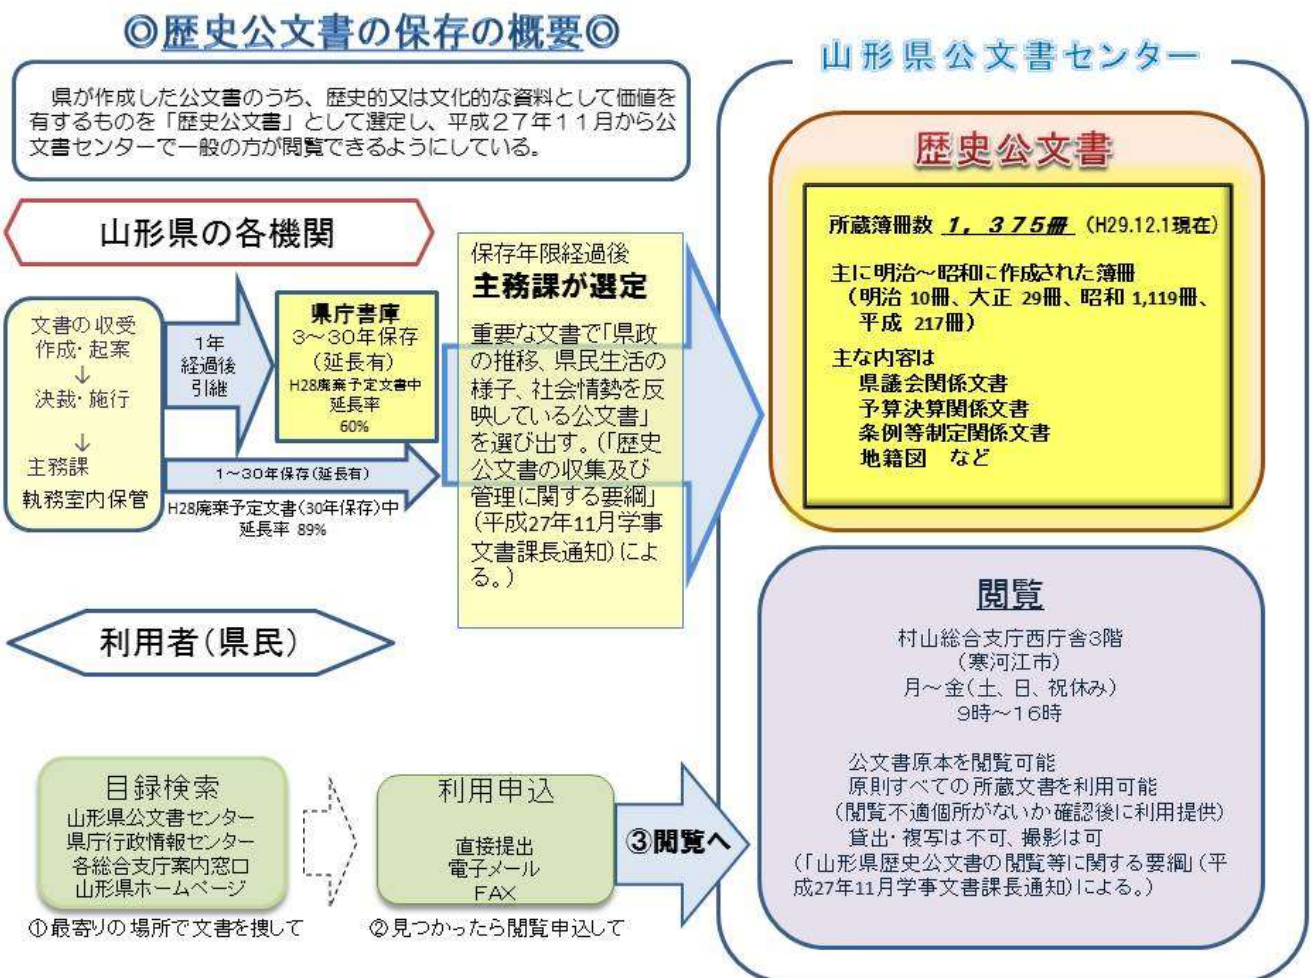 ◎歴史公文書の保存の概要◎
県が作成した公文書のうち、歴史的又は文化的な資料として価値を
有するものを「歴史公文書」として選定し、平成２７年１１月から公
文書センターで一般の方が閲覧できるようにしている。
山形県の各機関
文書の収受
作成・起案
↓
決裁・施行
↓
主務課
執務室内保管
1年
経過後
引継
県庁書庫
3～30年保存
(延長有)
H28廃棄予定文書中
延長率
60%
1～30年保存(延長有)
H28廃棄予定文書(30年保存)中
延長率 89%
保存年限経過後
主務課が選定
重要な文書で「県政
の推移、県民生活の
様子、社会情勢を反
映している公文書」
を選び出す。(「歴史
公文書の収集及び
管理に関する要綱」
(平成27年11月学事
文書課長通知)によ
る。)
山形県公文書センター
歴史公文書
所蔵簿冊数 １，３７５冊 (H29.12.1現在)
主に明治～昭和に作成された簿冊
(明治 10冊、大正 29冊、昭和 1,119冊、
平成 217冊)
主な内容は
県議会関係文書
予算決算関係文書
条例等制定関係文書
地籍図 など
閲覧
村山総合支庁西庁舎3階
(寒河江市)
月～金(土、日、祝休み)
9時～16時
公文書原本を閲覧可能
原則すべての所蔵文書を利用可能
(閲覧不適個所がないか確認後に利用提供)
貸出・複写は不可、撮影は可
(「山形県歴史公文書の閲覧等に関する要綱」(平
成27年11月学事文書課長通知)による。)
利用者(県民)
目録検索
山形県公文書センター
県庁行政情報センター
各総合支庁案内窓口
山形県ホームページ
①最寄りの場所で文書を捜して
利用申込
直接提出
電子メール
FAX
②見つかったら閲覧申込して
③閲覧へ